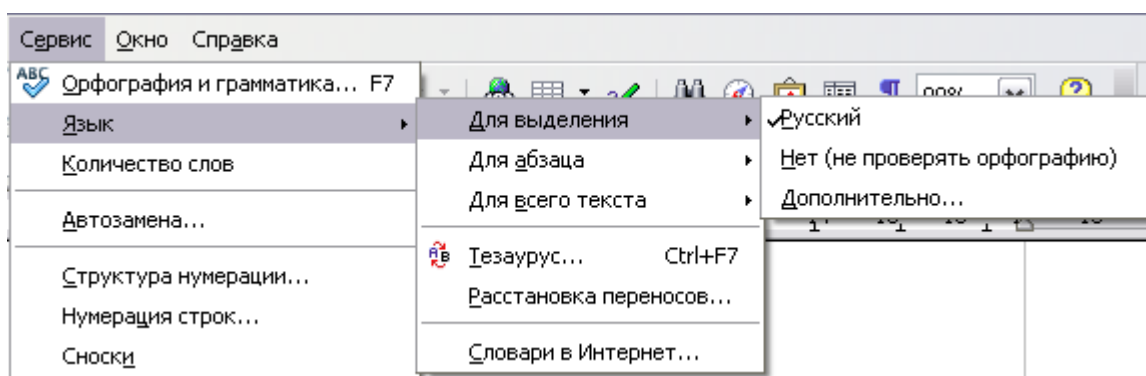 Сервис Окно Справка
ABC Орфография и грамматика... F7
Язык
Количество слов
Автозамена...
Структура нумерации...
Нумерация строк...
Сноски
Для выделения
Для абзаца
Для всего текста
Тезаурус... Ctrl+F7
Расстановка переносов...
Словари в Интернет...
Русский
Нет (не проверять орфографию)
Дополнительно...